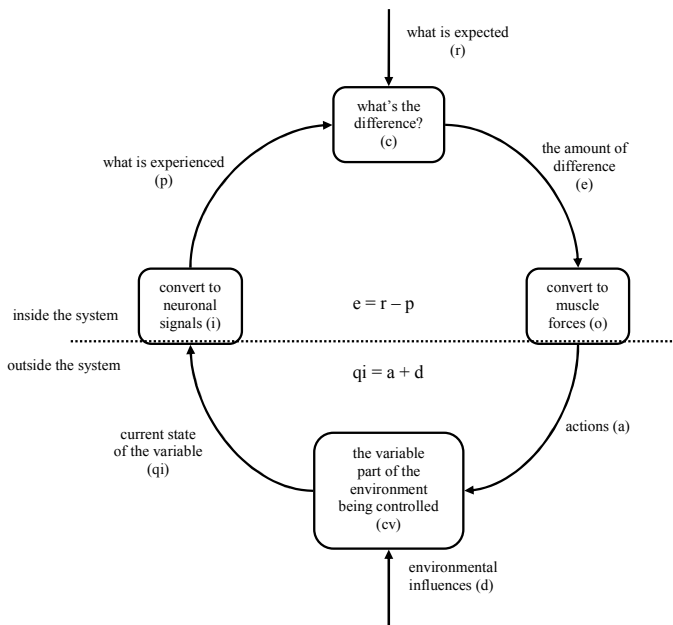 what is expected
(r)
what's the
difference?
(c)
the amount of
difference
(e)
what is experienced
(p)
convert to
neuronal
signals (i)
e = r – p
convert to
muscle
forces (o)
inside the system
outside the system
qi = a + d
actions (a)
current state
of the variable
(qi)
the variable
part of the
environment
being controlled
(cv)
environmental
influences (d)